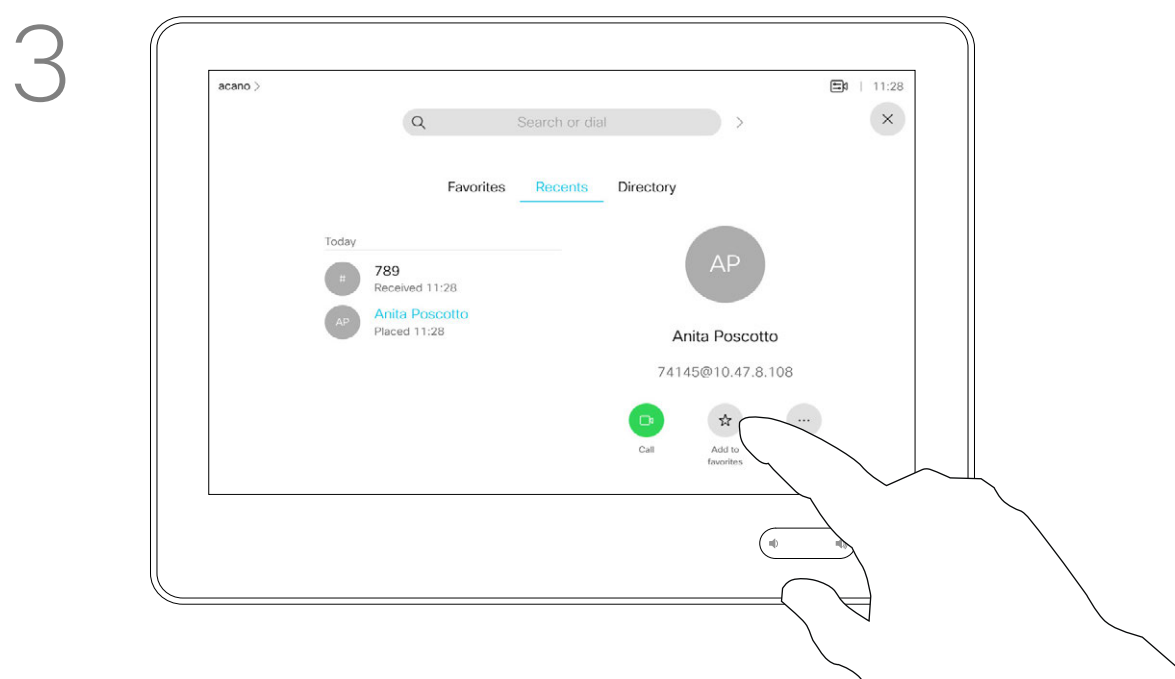 3
acano >
11:28
Search or dial
Favorites Recents Directory
Today
#
789
Received 11:28
AP
Anita Poscotto
Placed 11:28
AP
Anita Poscotto
74145@10.47.8.108
...
Call
Add to
favorites